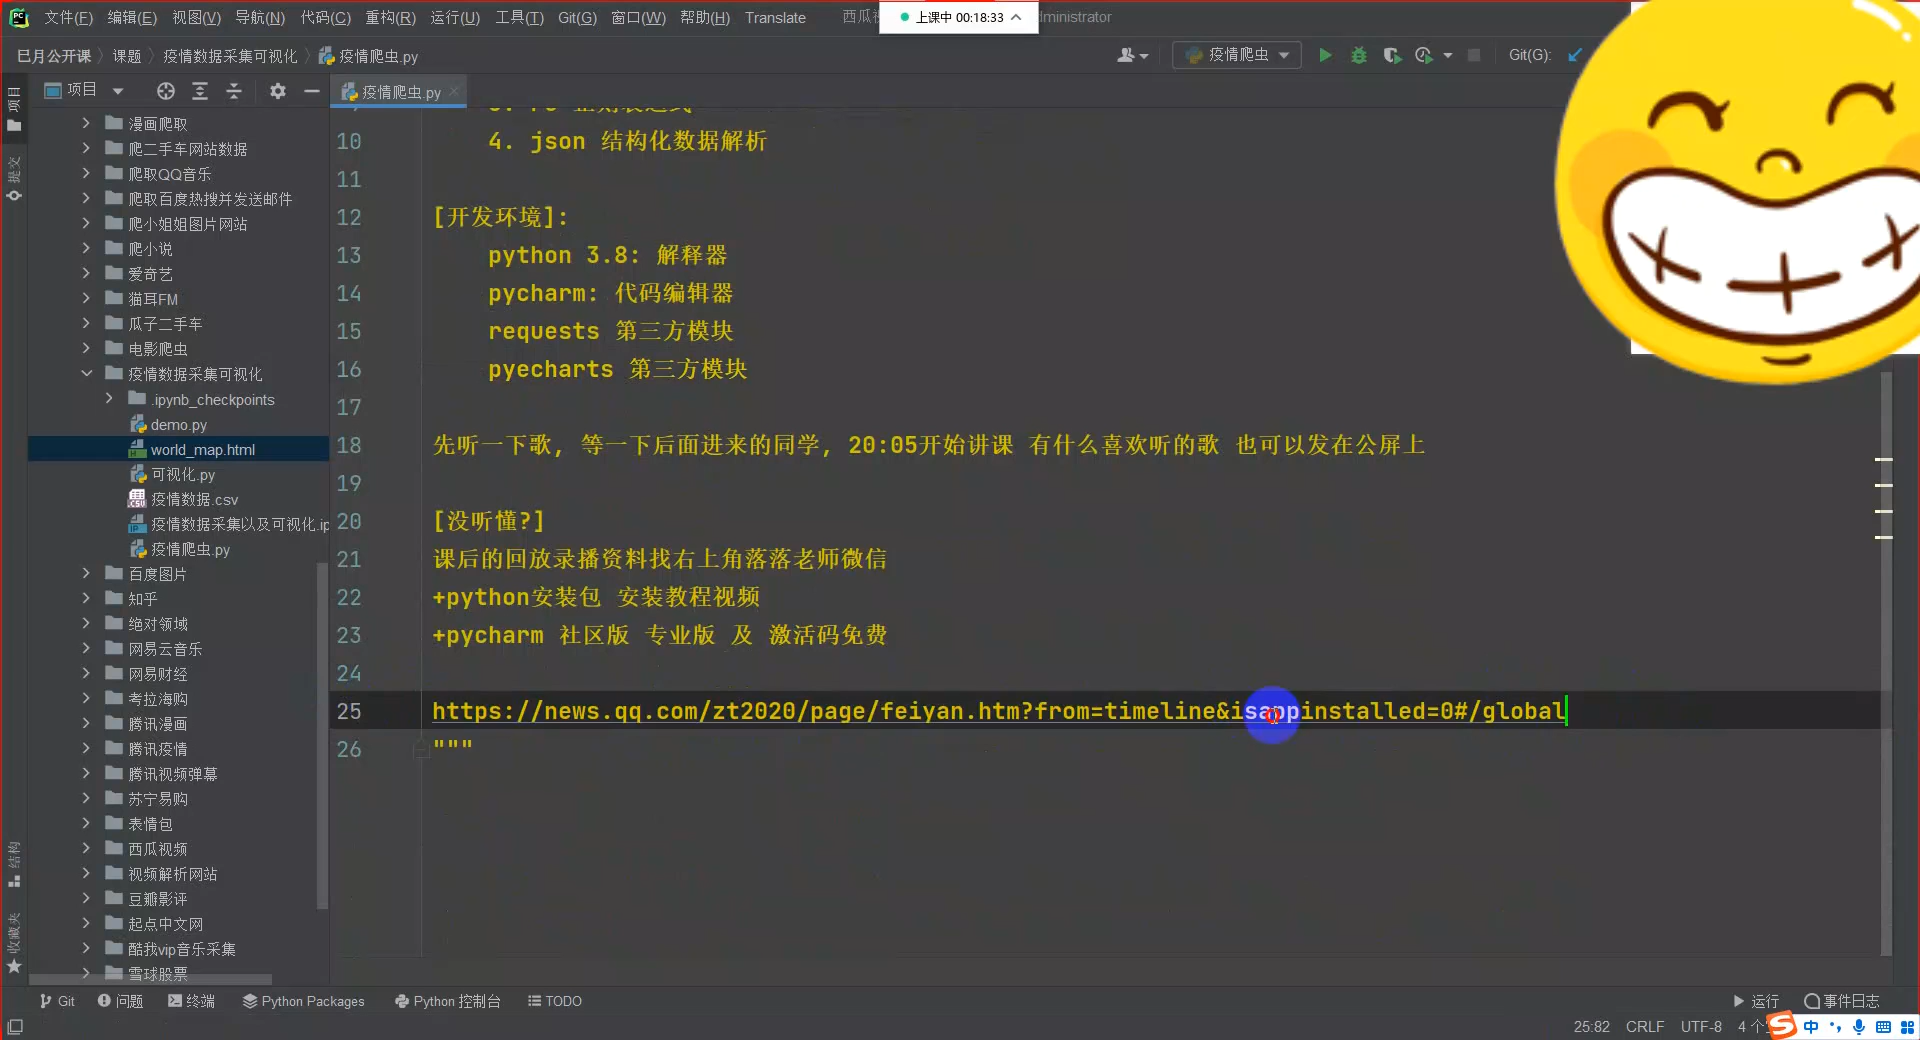 文件(F) 编辑(E) 视图(V) 导航(N) 代码(C) 重构(R) 运行(U) 工具(T) Git(G) 窗口(W) 帮助(H) Translate
上课中 00:18:33
dministrator
巳月公开课 课题 疫情数据采集可视化 疫情爬虫.py
疫情爬虫
Git(G):
项目
疫情爬虫.py
项目
提交
结构
收藏夹
漫画爬取
爬二手车网站数据
爬取QQ音乐
爬取百度热搜并发送邮件
爬小姐姐图片网站
爬小说
爱奇艺
猫耳FM
瓜子二手车
电影爬虫
疫情数据采集可视化
.ipynb_checkpoints
demo.py
world_map.html
可视化.py
疫情数据.csv
疫情数据采集以及可视化.ip
疫情爬虫.py
百度图片
知乎
绝对领域
网易云音乐
网易财经
考拉海购
腾讯漫画
腾讯疫情
腾讯视频弹幕
苏宁易购
表情包
西瓜视频
视频解析网站
豆瓣影评
起点中文网
酷我vip音乐采集
雪球股票
10 4. json 结构化数据解析
11
12 [开发环境]:
13 python 3.8: 解释器
14 pycharm: 代码编辑器
15 requests 第三方模块
16 pyecharts 第三方模块
17
18 先听一下歌, 等一下后面进来的同学, 20:05开始讲课 有什么喜欢听的歌 也可以发在公屏上
19
20 [没听懂?]
21 课后的回放录播资料找右上角落落老师微信
22 +python安装包 安装教程视频
23 +pycharm 社区版 专业版 及 激活码免费
24
25 https://news.qq.com/zt2020/page/feiyan.htm?from=timeline&isappinstalled=0#/global
26 """
Git 问题 终端 Python Packages Python 控制台 TODO
运行 事件日志
25:82 CRLF UTF-8 4 个
中